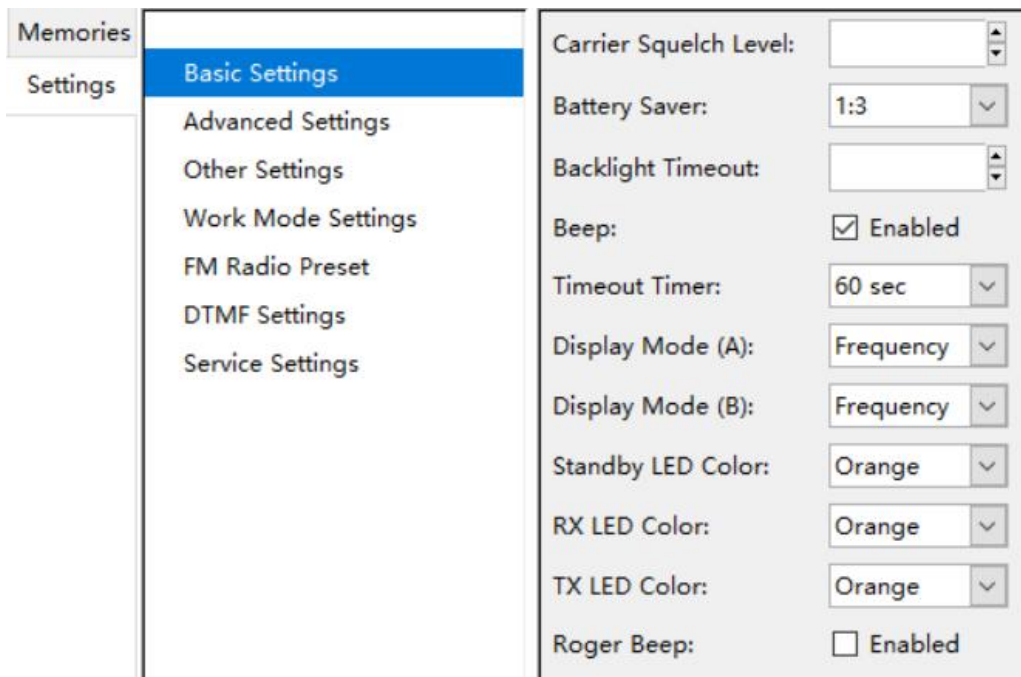 Memories
Settings
Basic Settings
Advanced Settings
Other Settings
Work Mode Settings
FM Radio Preset
DTMF Settings
Service Settings
Carrier Squelch Level:
Battery Saver: 1:3
Backlight Timeout:
Beep: Enabled
Timeout Timer: 60 sec
Display Mode (A): Frequency
Display Mode (B): Frequency
Standby LED Color: Orange
RX LED Color: Orange
TX LED Color: Orange
Roger Beep: Enabled